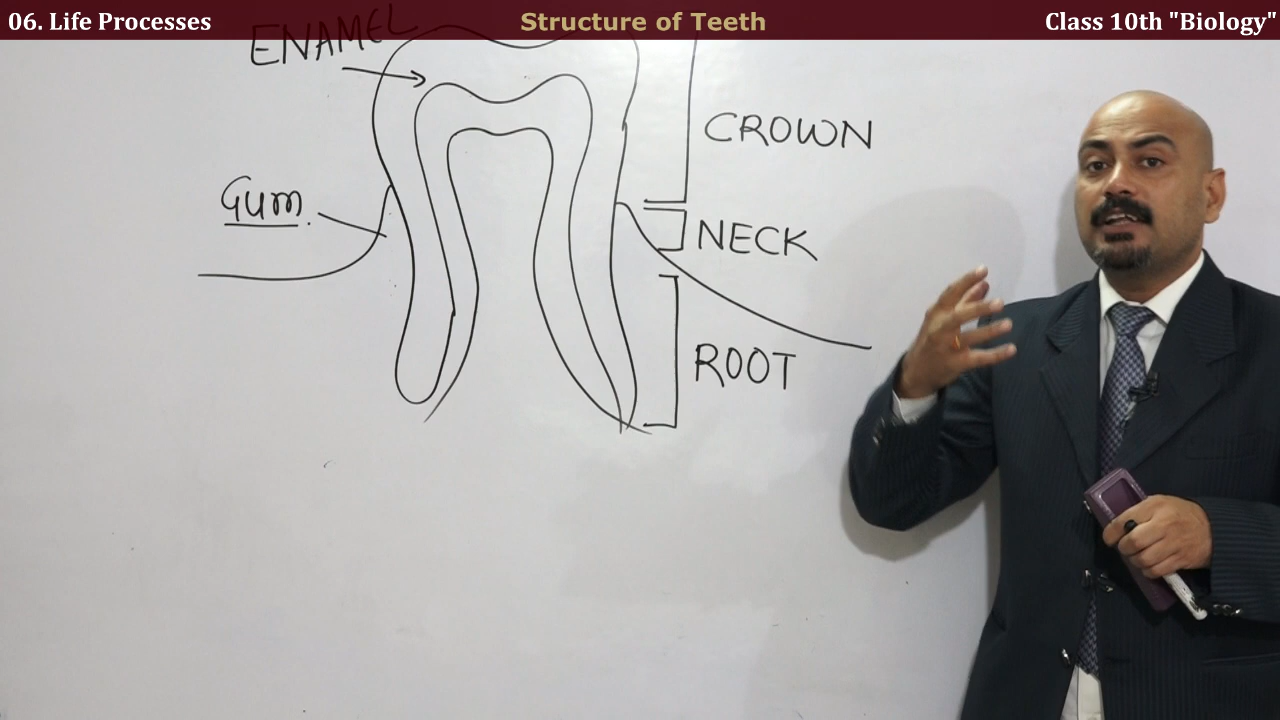 06. Life Processes
Structure of Teeth
Class 10th "Biology"
ENAMEL
CROWN
Gum.
NECK
ROOT